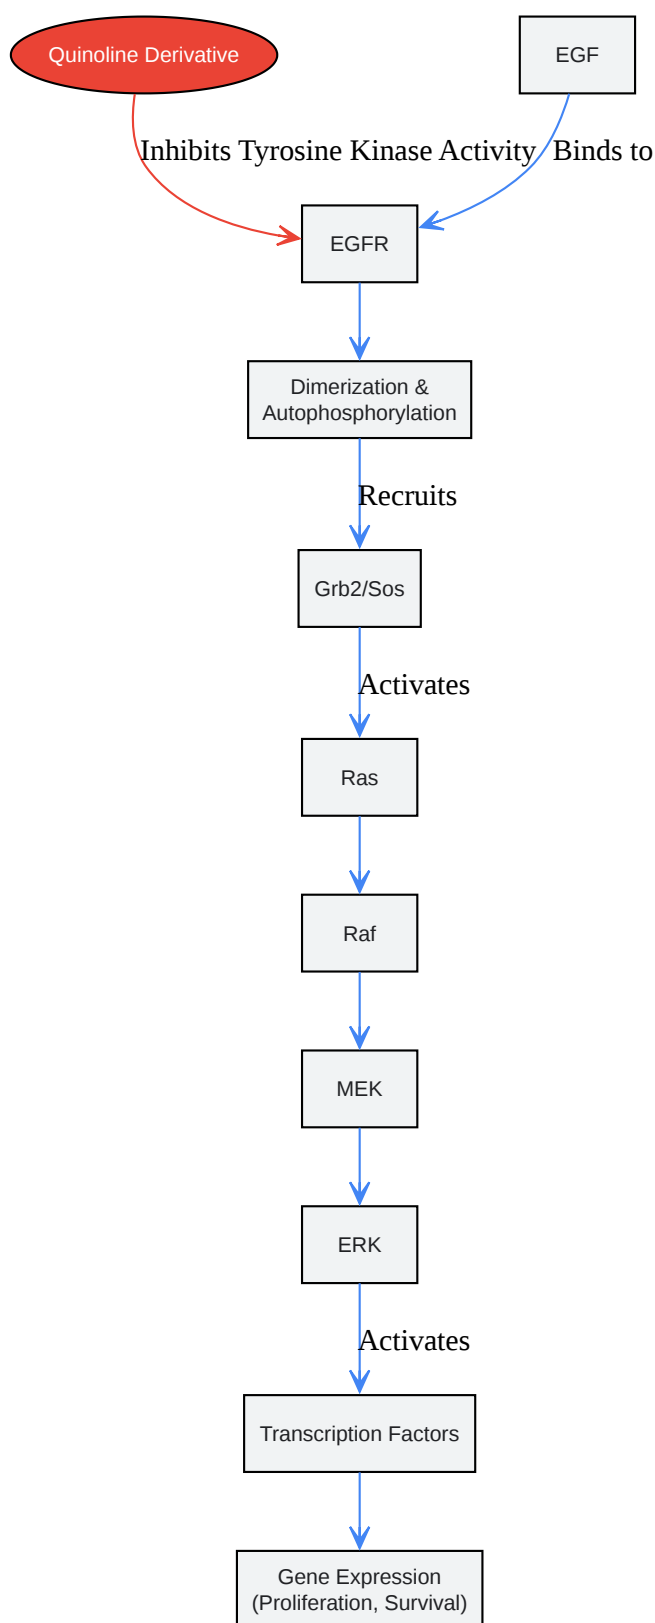 Quinoline Derivative
EGF
Inhibits Tyrosine Kinase Activity
Binds to
EGFR
Dimerization &
Autophosphorylation
Recruits
Grb2/Sos
Activates
Ras
Raf
MEK
ERK
Activates
Transcription Factors
Gene Expression
(Proliferation, Survival)